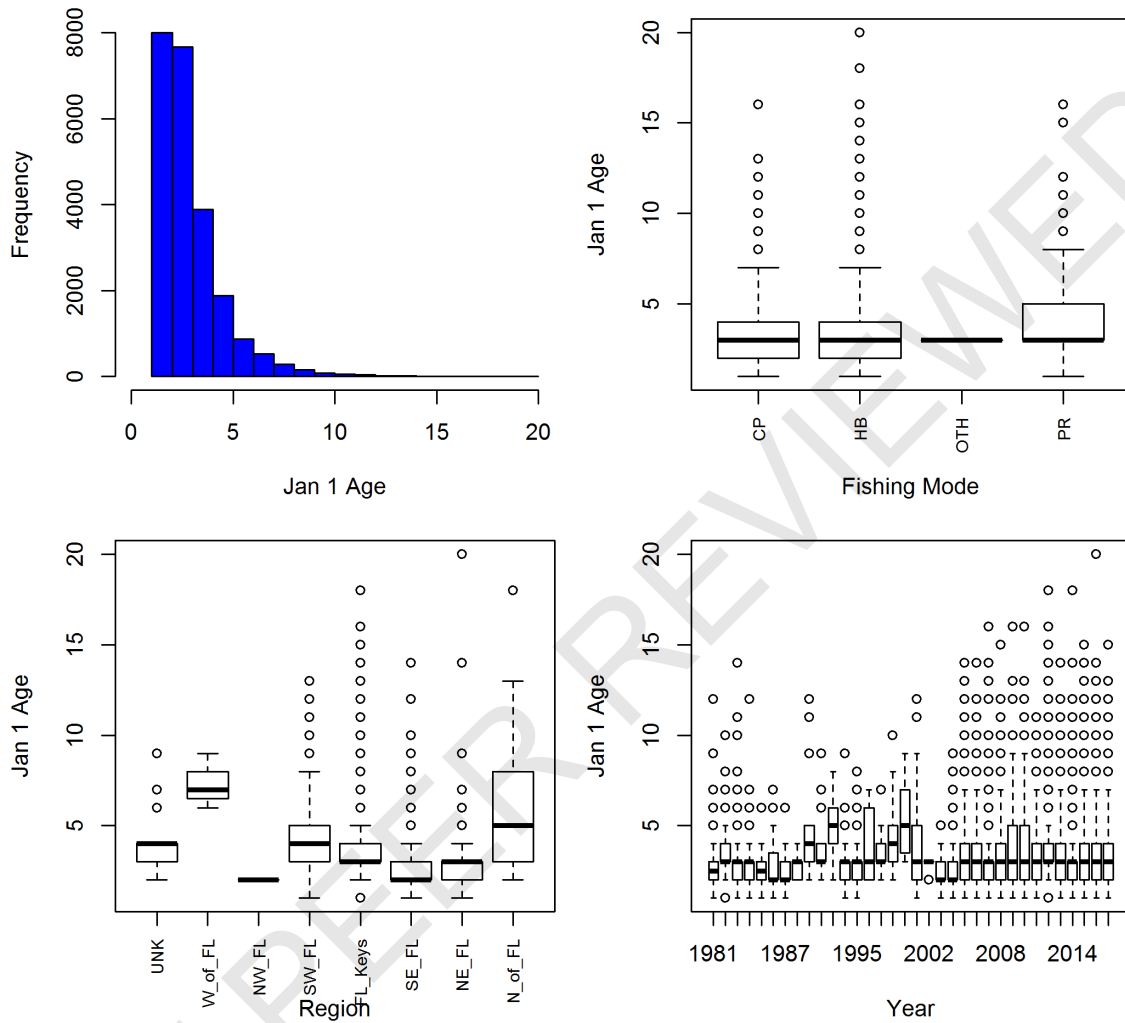 Frequency
0 2000 4000 6000 8000
0 5 10 15 20
Jan 1 Age
Jan 1 Age
5 10 15 20
CP HB OTH PR
Fishing Mode
Jan 1 Age
5 10 15 20
UNK W_of_FL NW_FL SW_FL FL_Keys SE_FL NE_FL N_of_FL
Region
Jan 1 Age
5 10 15 20
1981 1987 1995 2002 2008 2014
Year
PEER REVIEWED